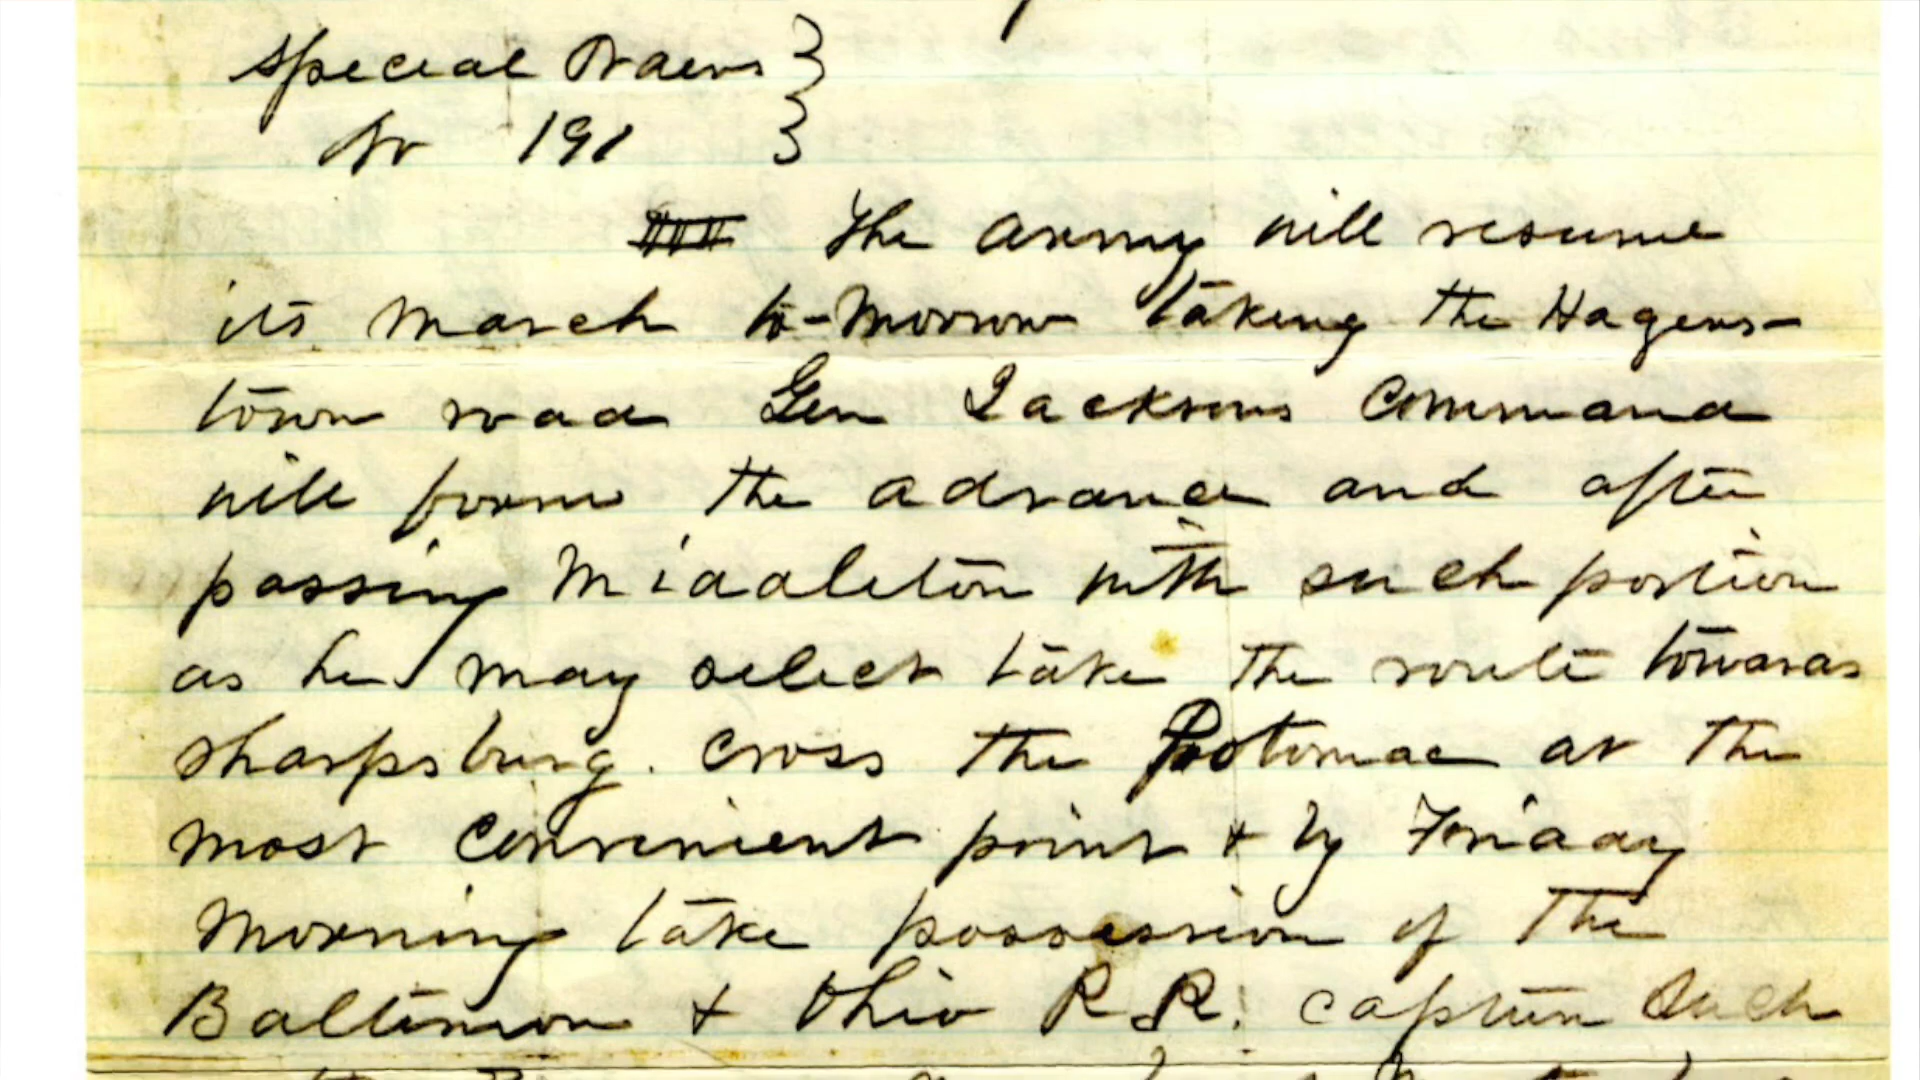 Special Orders }
No 191 }
III The Army will resume
its march to-morrow taking the Hagers-
town road Gen Jacksons Command
will form the advance and after
passing Middleton with such portion
as he may select take the route towards
Sharpsburg. cross the Potomac at the
most convenient point & by Friday
Morning take possession of the
Baltimore & Ohio R.R. capture such